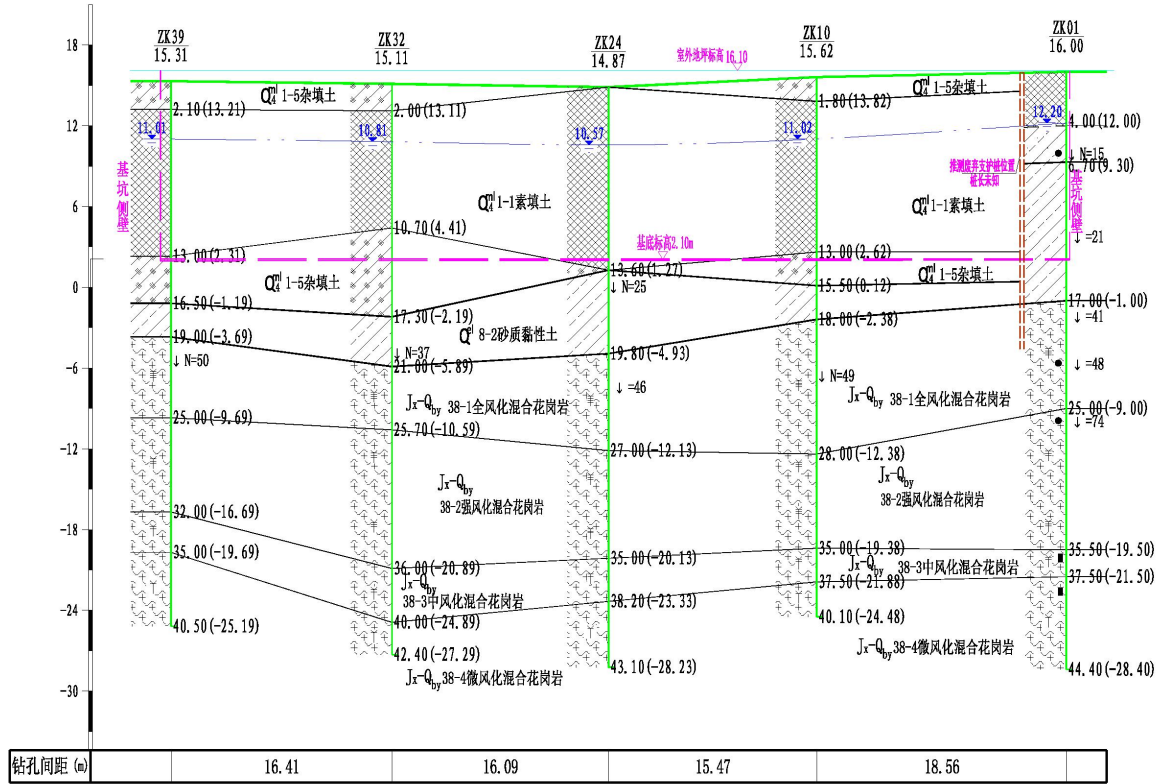 ZK39
15.31
ZK32
15.11
ZK24
14.87
ZK10
15.62
ZK01
16.00
室外地坪标高16.10
18
12
6
0
-6
-12
-18
-24
-30
Q₄ᵐˡ 1-5杂填土
Q₄ᵐˡ 1-5杂填土
2.10(13.21)
2.00(13.11)
1.80(13.82)
4.00(12.00)
11.01
10.81
10.57
11.02
12.20
↓ N=15
6.70(9.30)
推测废弃支护桩位置
桩长未知
基坑侧壁
基坑侧壁
Q₄ᵐˡ 1-1素填土
Q₄ᵐˡ 1-1素填土
10.70(4.41)
基底标高2.10m
↓ =21
13.00(2.31)
13.60(1.27)
13.00(2.62)
Q₄ᵐˡ 1-5杂填土
Q₄ᵐˡ 1-5杂填土
↓ N=25
15.50(0.12)
16.50(-1.19)
17.30(-2.19)
18.00(-2.38)
17.00(-1.00)
↓ =41
Qᵉˡ 8-2砂质黏性土
19.00(-3.69)
↓ N=50
↓ N=37
21.00(-5.89)
19.80(-4.93)
↓ =46
↓ N=49
↓ =48
Jx-Qby 38-1全风化混合花岗岩
Jx-Qby 38-1全风化混合花岗岩
25.00(-9.69)
25.70(-10.59)
27.00(-12.13)
28.00(-12.38)
25.00(-9.00)
↓ =74
Jx-Qby
38-2强风化混合花岗岩
Jx-Qby
38-2强风化混合花岗岩
32.00(-16.69)
35.00(-19.69)
36.00(-20.89)
35.00(-20.13)
35.00(-19.38)
35.50(-19.50)
Jx-Qby
38-3中风化混合花岗岩
Jx-Qby 38-3中风化混合花岗岩
40.00(-24.89)
38.20(-23.33)
37.50(-21.88)
37.50(-21.50)
40.50(-25.19)
42.40(-27.29)
43.10(-28.23)
40.10(-24.48)
44.40(-28.40)
Jx-Qby 38-4微风化混合花岗岩
Jx-Qby 38-4微风化混合花岗岩
钻孔间距 (m)
16.41
16.09
15.47
18.56